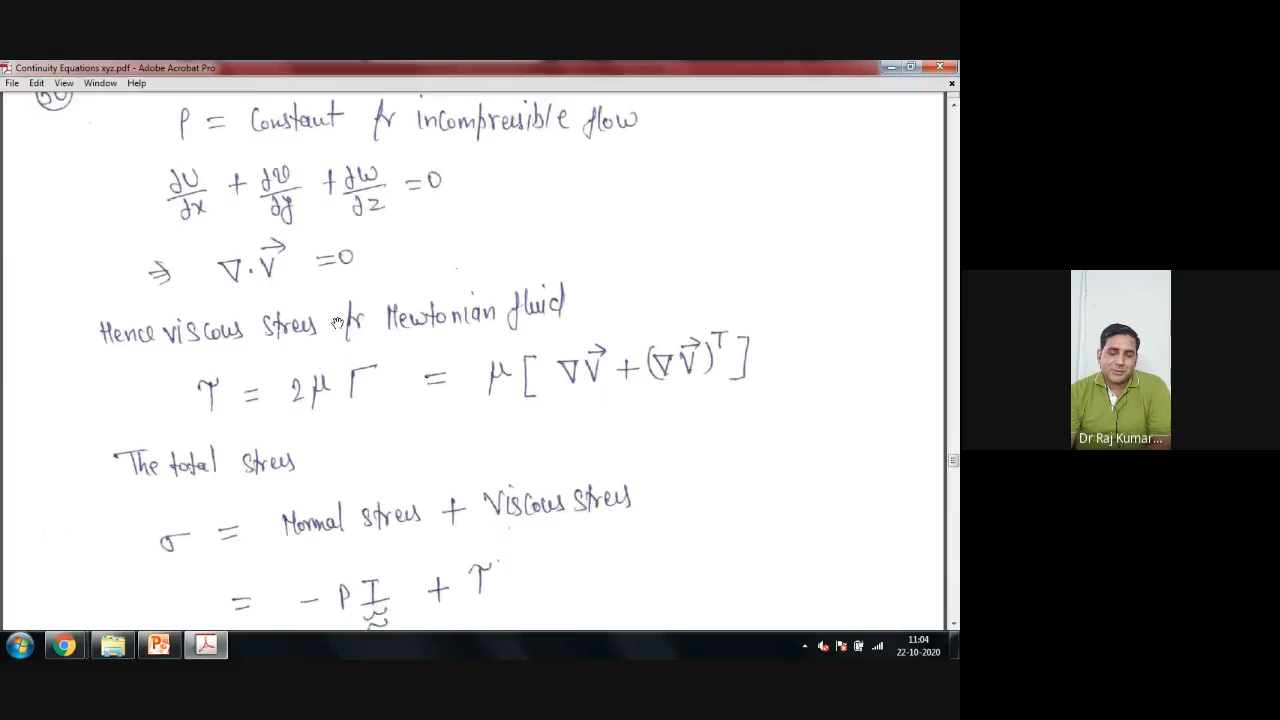 Continuity Equations xyz.pdf - Adobe Acrobat Pro
File Edit View Window Help
ρ = Constant fr incompressible flow
∂u/∂x + ∂v/∂y + ∂w/∂z = 0
⇒ ∇·V⃗ = 0
Hence viscous stress fr Newtonian fluid
τ = 2μ Γ = μ[ ∇V⃗ + (∇V⃗)ᵀ ]
The total stress
σ = Normal stress + Viscous stress
= - P I + τ
Dr Raj Kumar...
11:04
22-10-2020